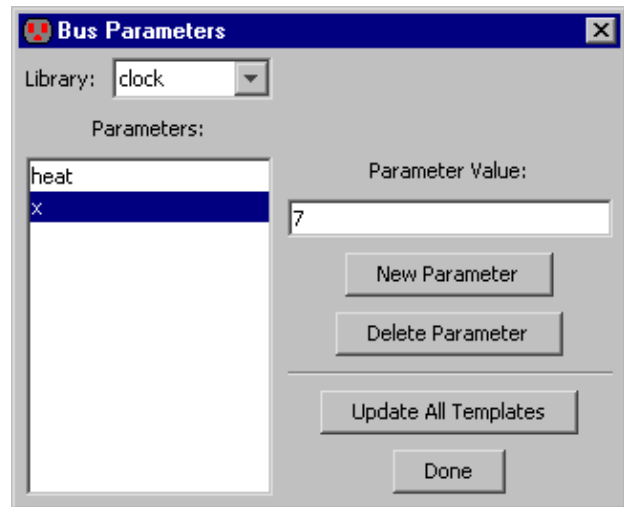 Bus Parameters
Library: clock
Parameters:
heat
x
Parameter Value:
7
New Parameter
Delete Parameter
Update All Templates
Done